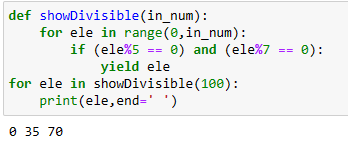 def showDivisible(in_num):
    for ele in range(0,in_num):
        if (ele%5 == 0) and (ele%7 == 0):
            yield ele
for ele in showDivisible(100):
    print(ele,end=' ')
0 35 70